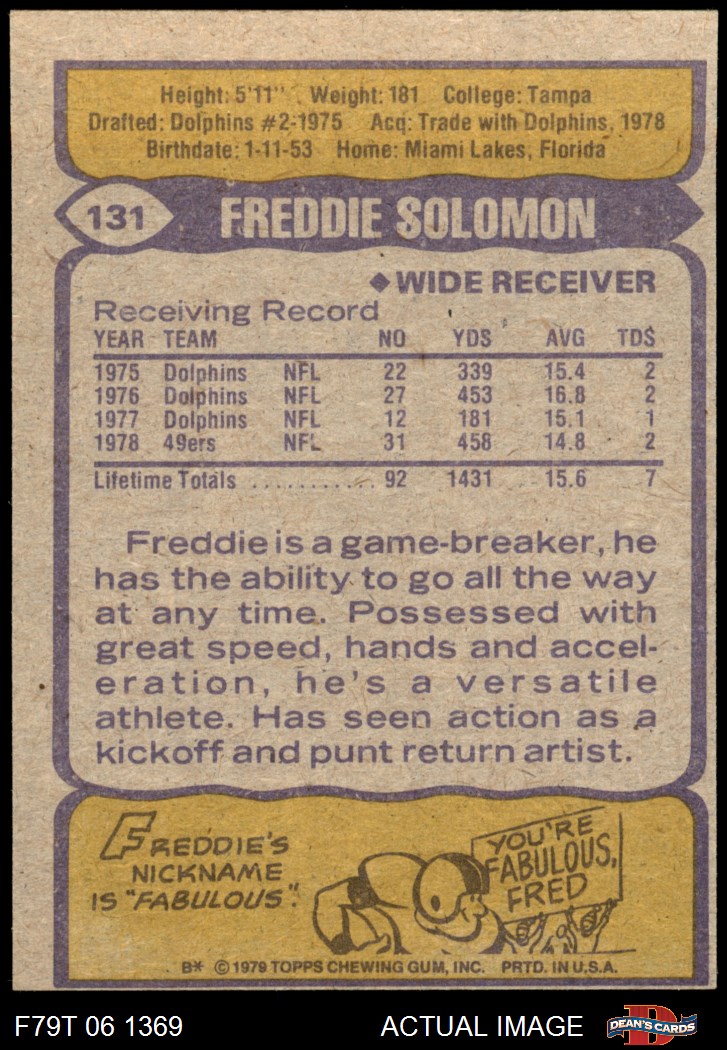 Height: 5'11" Weight: 181 College: Tampa
Drafted: Dolphins #2-1975 Acq: Trade with Dolphins, 1978
Birthdate: 1-11-53 Home: Miami Lakes, Florida
131 FREDDIE SOLOMON
◆ WIDE RECEIVER
Receiving Record
YEAR TEAM NO YDS AVG TDS
1975 Dolphins NFL 22 339 15.4 2
1976 Dolphins NFL 27 453 16.8 2
1977 Dolphins NFL 12 181 15.1 1
1978 49ers NFL 31 458 14.8 2
Lifetime Totals ........... 92 1431 15.6 7
Freddie is a game-breaker, he
has the ability to go all the way
at any time. Possessed with
great speed, hands and accel-
eration, he's a versatile
athlete. Has seen action as a
kickoff and punt return artist.
FREDDIE'S
NICKNAME
IS "FABULOUS".
YOU'RE
FABULOUS,
FRED
B* © 1979 TOPPS CHEWING GUM, INC. PRTD. IN U.S.A.
F79T 06 1369 ACTUAL IMAGE D DEAN'S CARDS